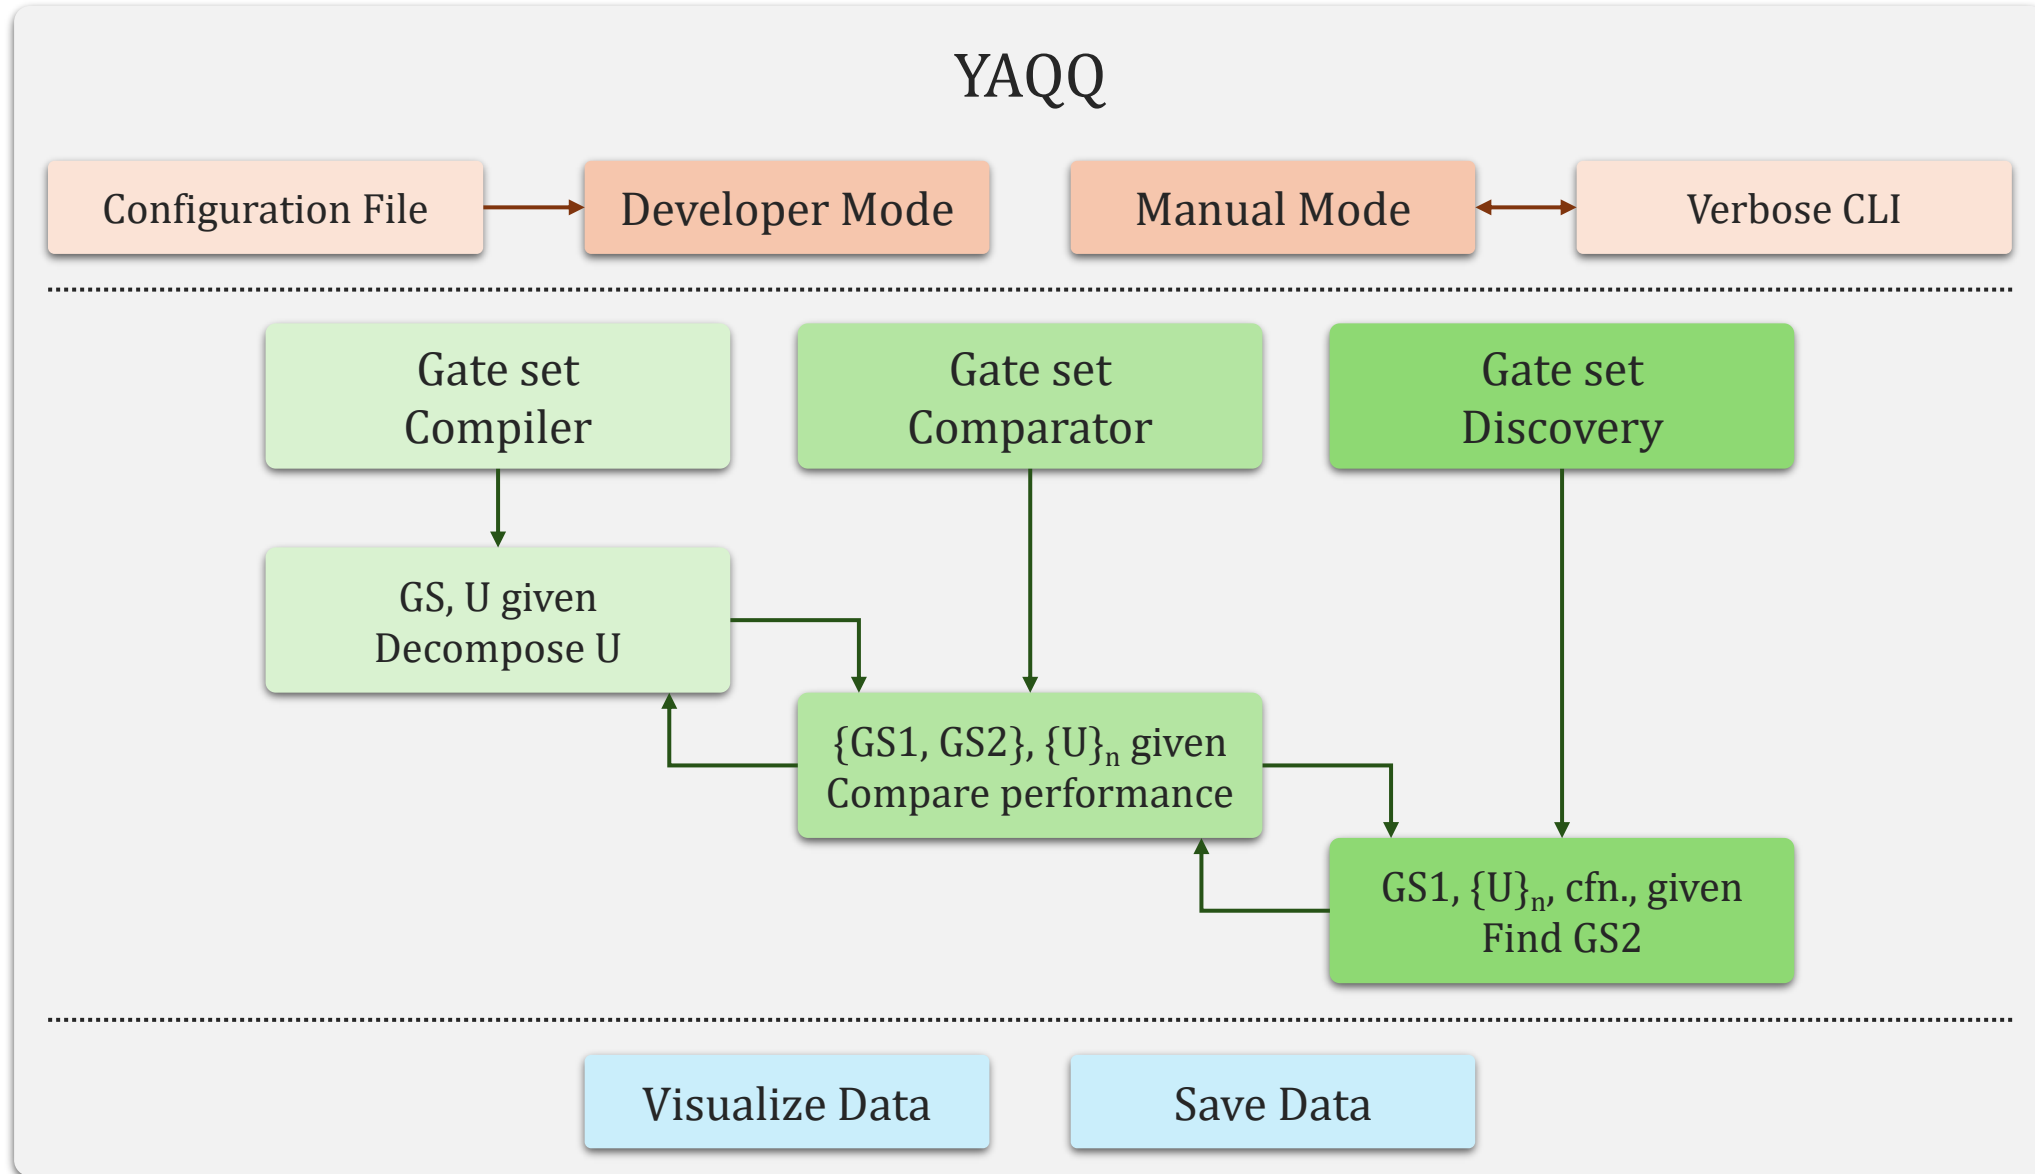 YAQQ
Configuration File
Developer Mode
Manual Mode
Verbose CLI
Gate set
Compiler
Gate set
Comparator
Gate set
Discovery
GS, U given
Decompose U
{GS1, GS2}, {U}n given
Compare performance
GS1, {U}n, cfn., given
Find GS2
Visualize Data
Save Data